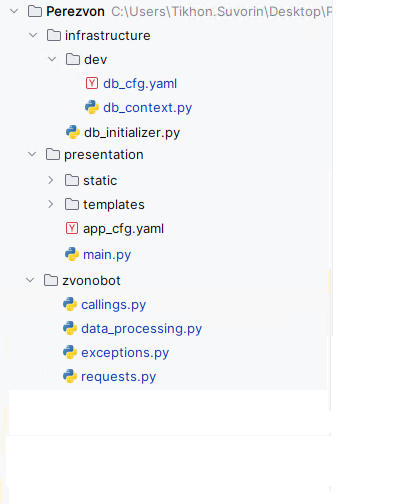 Perezvon C:\Users\Tikhon.Suvorin\Desktop\P
infrastructure
dev
db_cfg.yaml
db_context.py
db_initializer.py
presentation
static
templates
app_cfg.yaml
main.py
zvonobot
callings.py
data_processing.py
exceptions.py
requests.py